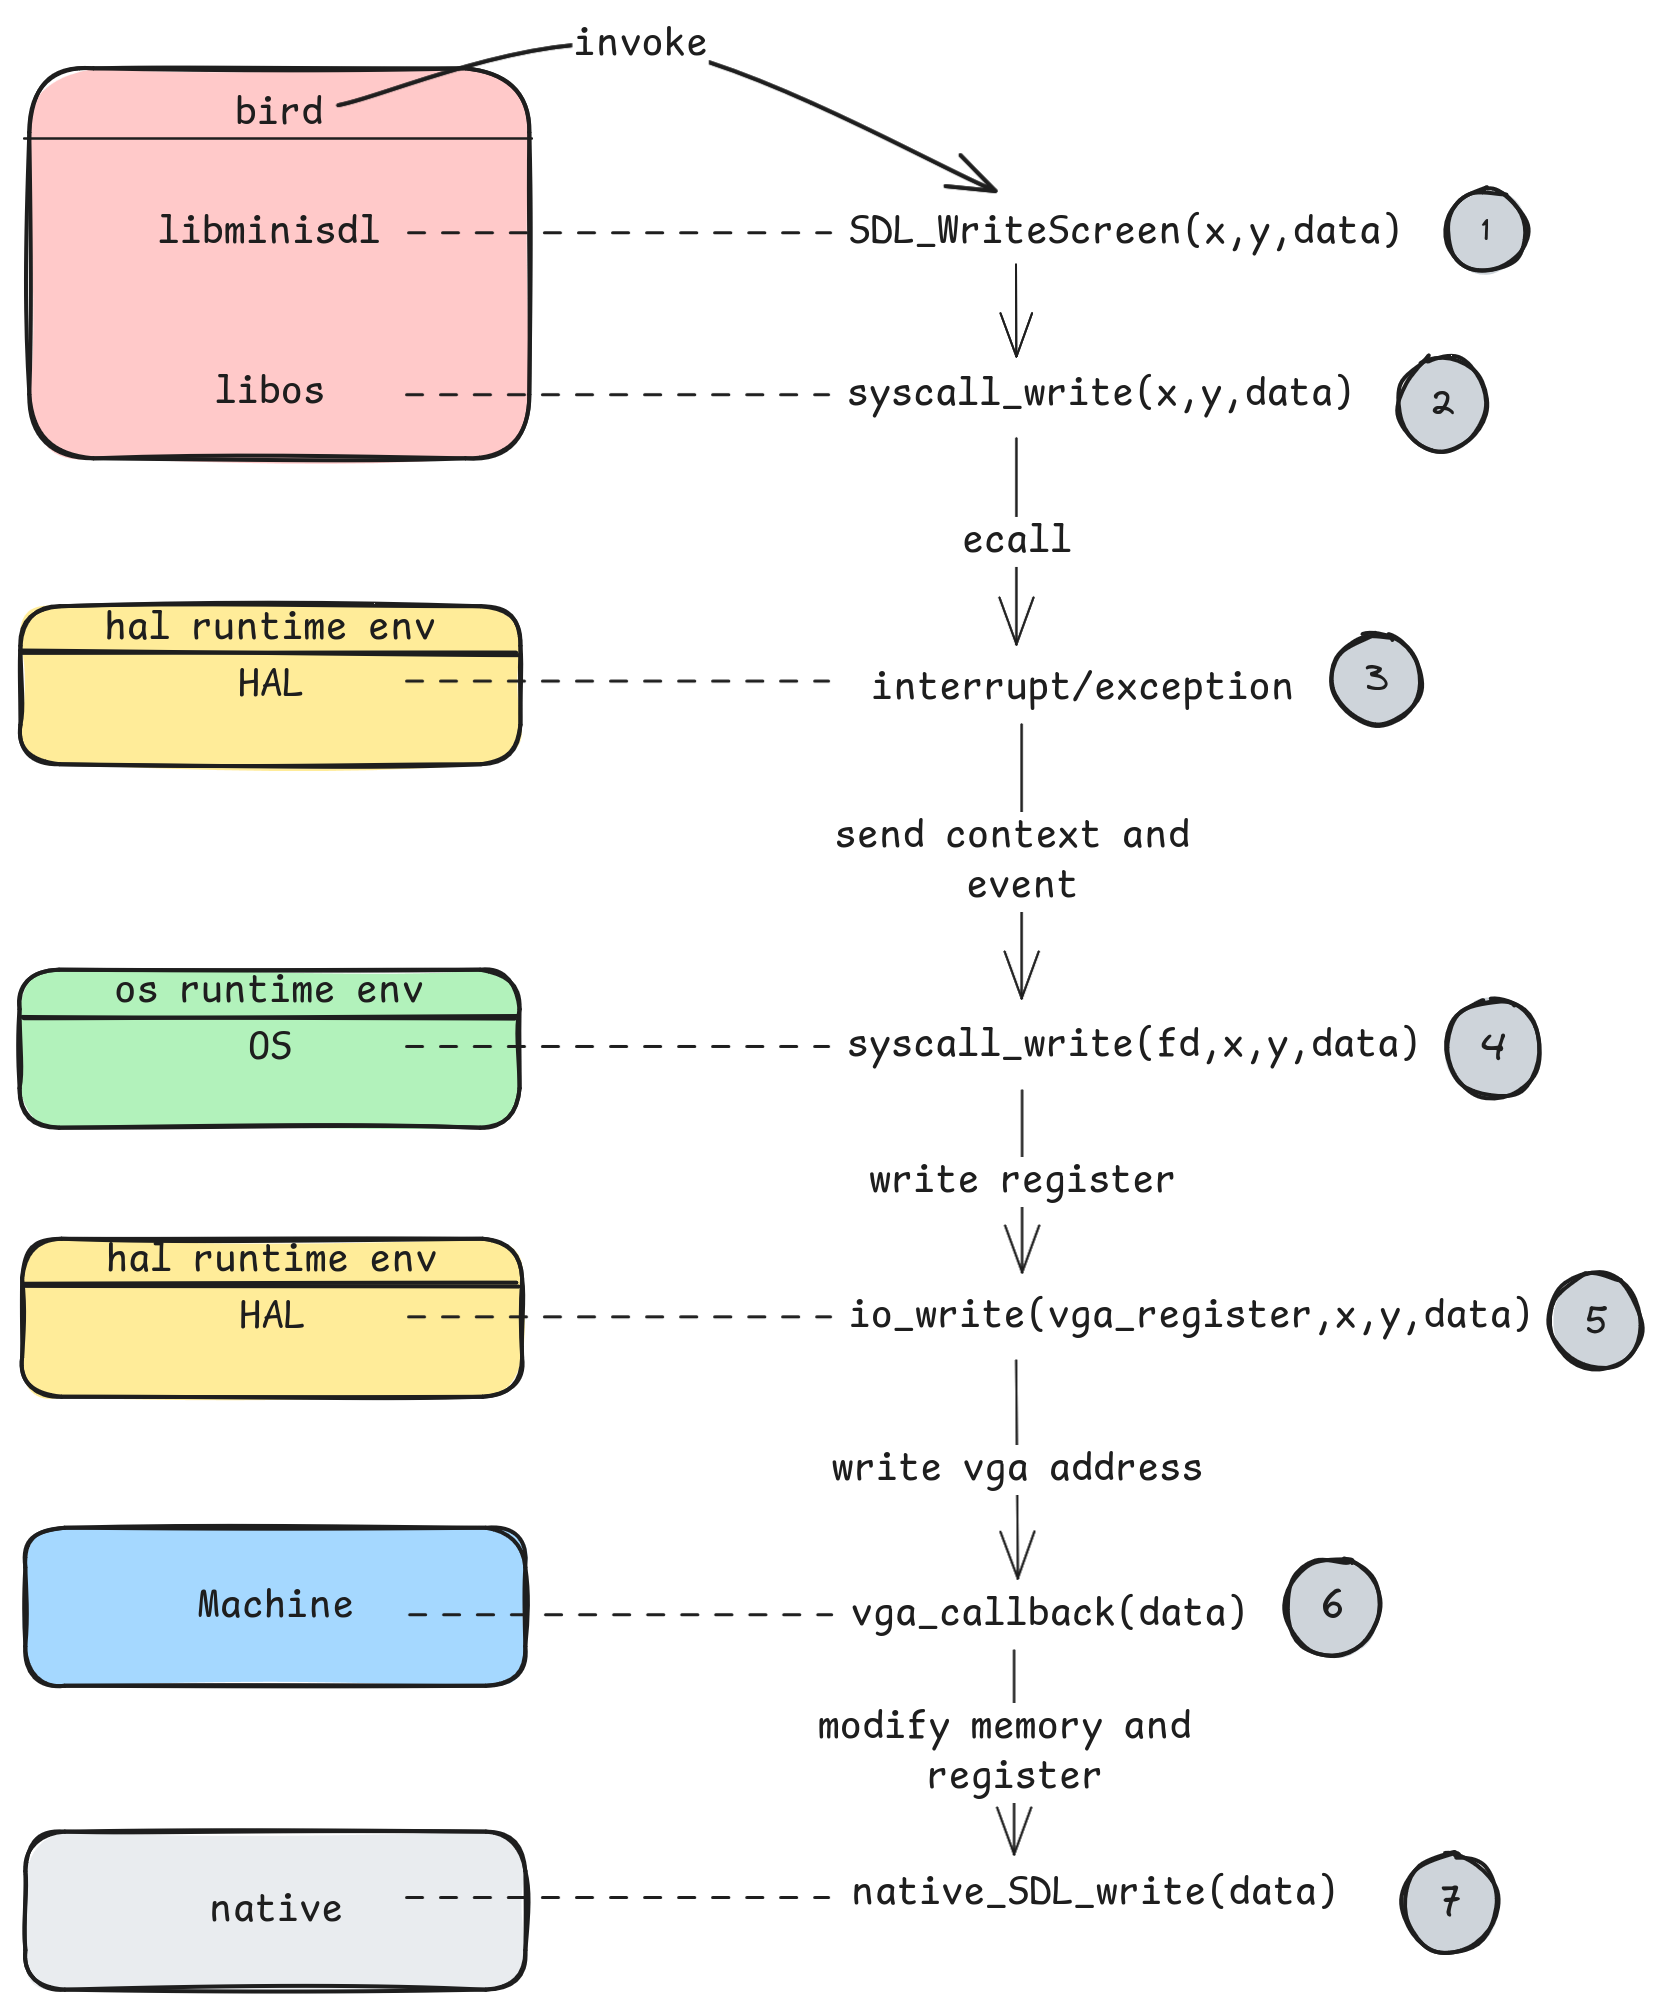 invoke
bird
libminisdl
SDL_WriteScreen(x,y,data)
1
libos
syscall_write(x,y,data)
2
ecall
hal runtime env
HAL
interrupt/exception
3
send context and
event
os runtime env
OS
syscall_write(fd,x,y,data)
4
write register
hal runtime env
HAL
io_write(vga_register,x,y,data)
5
write vga address
Machine
vga_callback(data)
6
modify memory and
register
native
native_SDL_write(data)
7